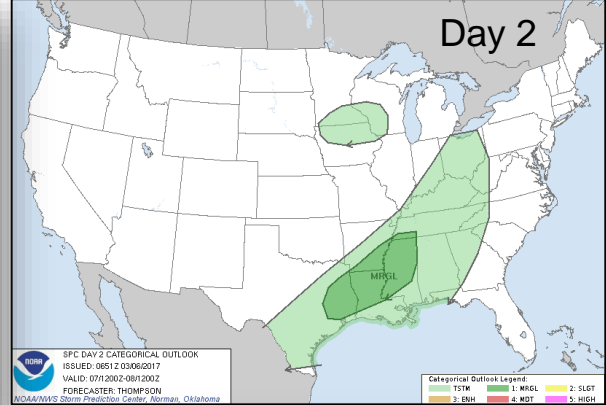 Day 2
MRGL
NOAA
SPC DAY 2 CATEGORICAL OUTLOOK
ISSUED: 0651Z 03/06/2017
VALID: 07/1200Z-08/1200Z
FORECASTER: THOMPSON
NOAA/NWS Storm Prediction Center, Norman, Oklahoma
Categorical Outlook Legend:
TSTM 1: MRGL 2: SLGT
3: ENH 4: MDT 5: HIGH